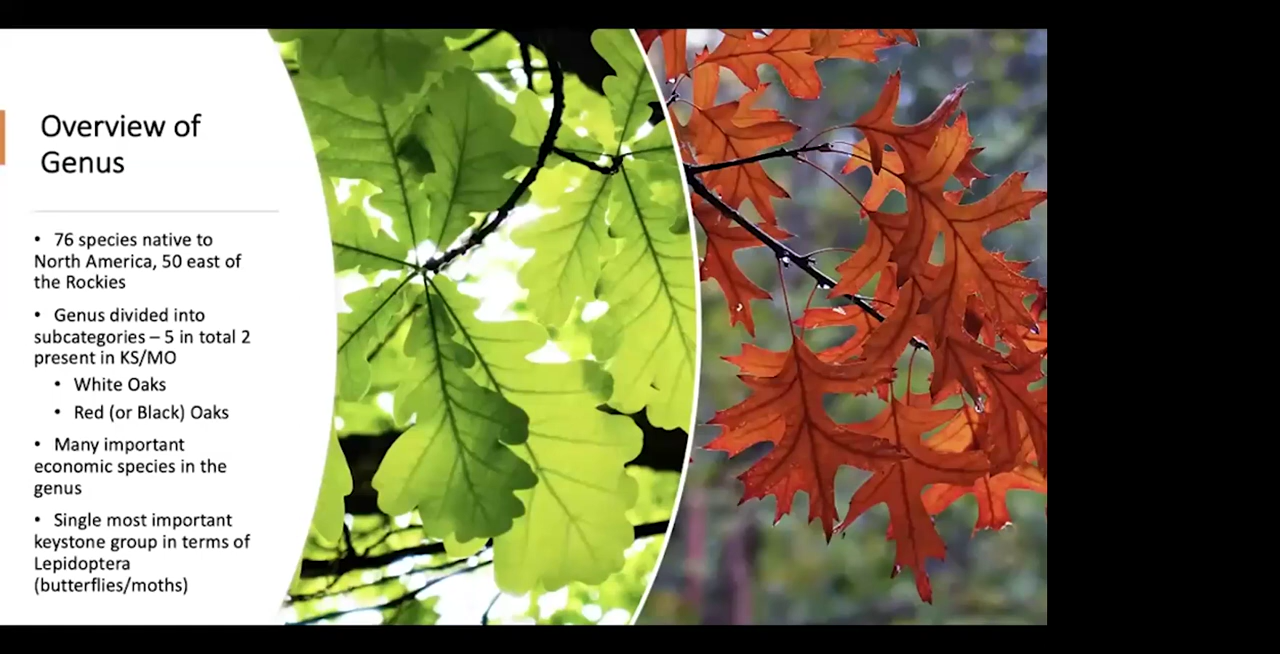 Overview of
Genus
• 76 species native to
North America, 50 east of
the Rockies
• Genus divided into
subcategories – 5 in total 2
present in KS/MO
• White Oaks
• Red (or Black) Oaks
• Many important
economic species in the
genus
• Single most important
keystone group in terms of
Lepidoptera
(butterflies/moths)